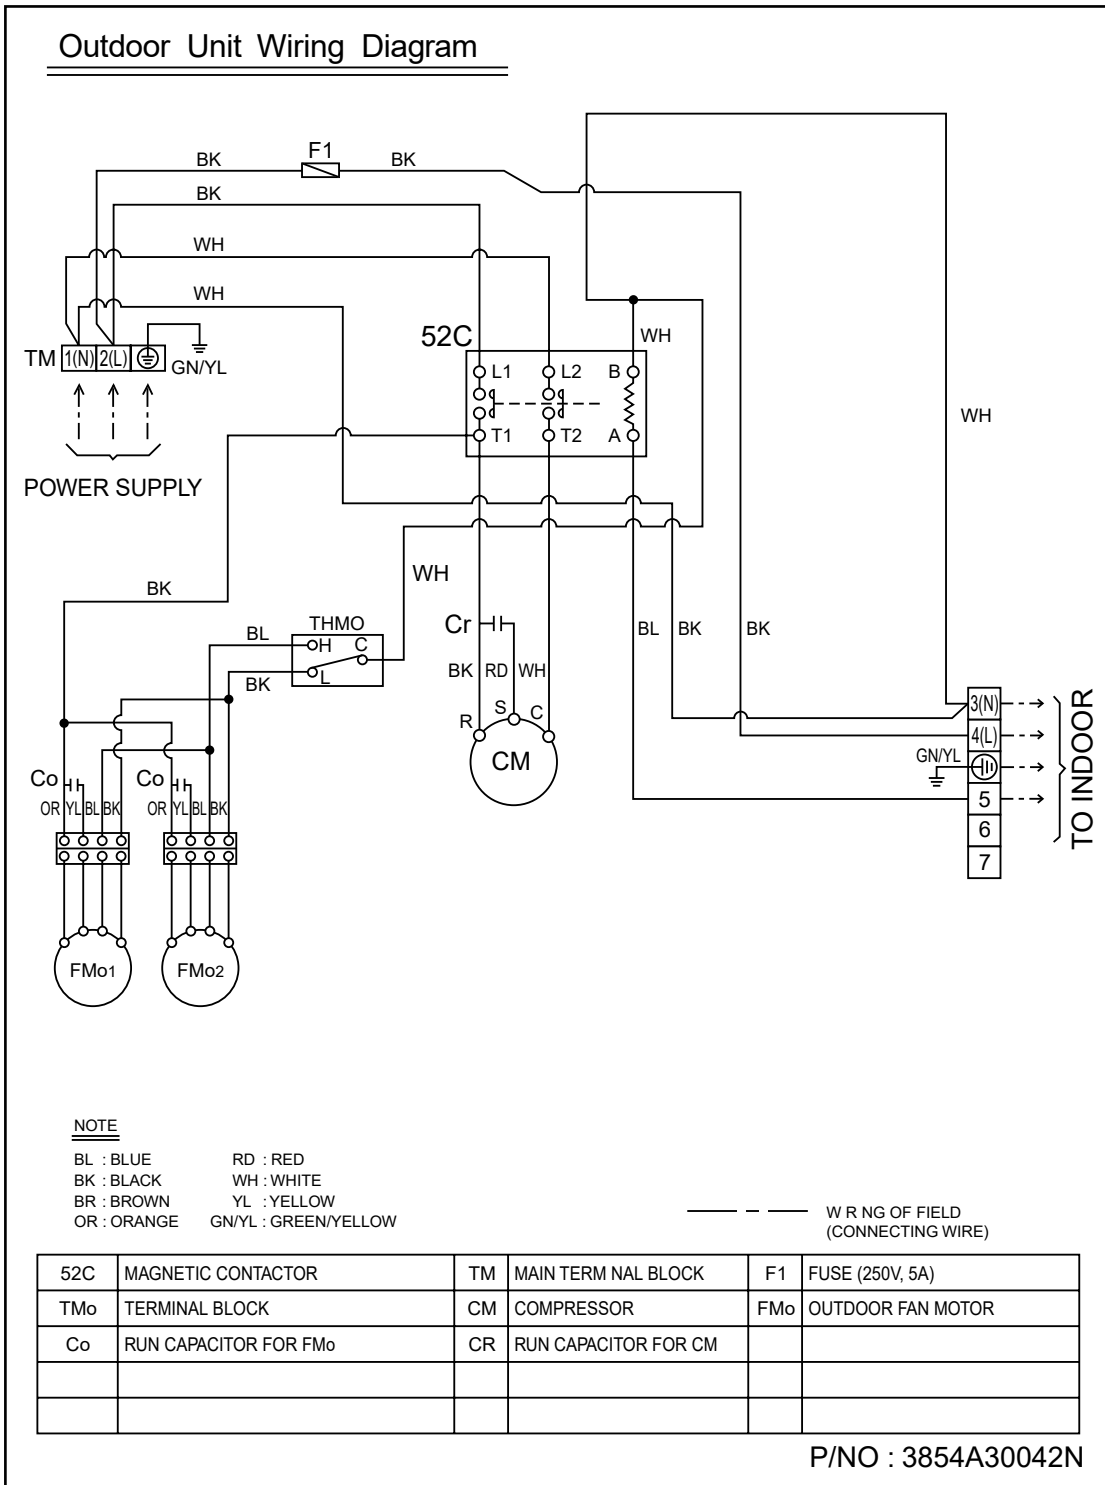 Outdoor Unit Wiring Diagram
F1
BK
BK
BK
WH
WH
52C
WH
TM 1(N) 2(L)
GN/YL
L1 L2 B
T1 T2 A
WH
POWER SUPPLY
BK
WH
THMO
BL
H C
L
BK
Cr
BL BK BK
BK RD WH
R S C
CM
3(N)
4(L)
GN/YL
5
6
7
TO INDOOR
Co Co
OR YL BL BK OR YL BL BK
FMo1 FMo2
NOTE
BL : BLUE RD : RED
BK : BLACK WH : WHITE
BR : BROWN YL : YELLOW
OR : ORANGE GN/YL : GREEN/YELLOW
W R NG OF FIELD
(CONNECTING WIRE)
52C MAGNETIC CONTACTOR TM MAIN TERM NAL BLOCK F1 FUSE (250V, 5A)
TMo TERMINAL BLOCK CM COMPRESSOR FMo OUTDOOR FAN MOTOR
Co RUN CAPACITOR FOR FMo CR RUN CAPACITOR FOR CM
P/NO : 3854A30042N